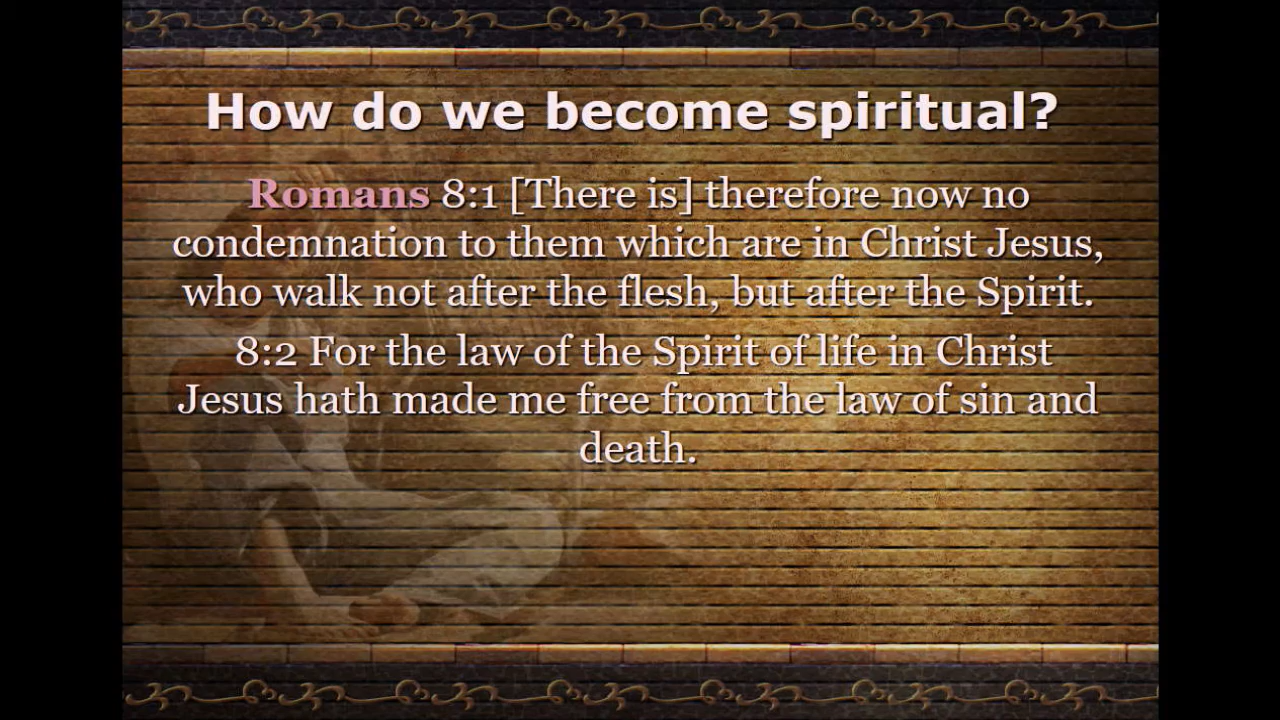 How do we become spiritual?
Romans 8:1 [There is] therefore now no
condemnation to them which are in Christ Jesus,
who walk not after the flesh, but after the Spirit.
8:2 For the law of the Spirit of life in Christ
Jesus hath made me free from the law of sin and
death.